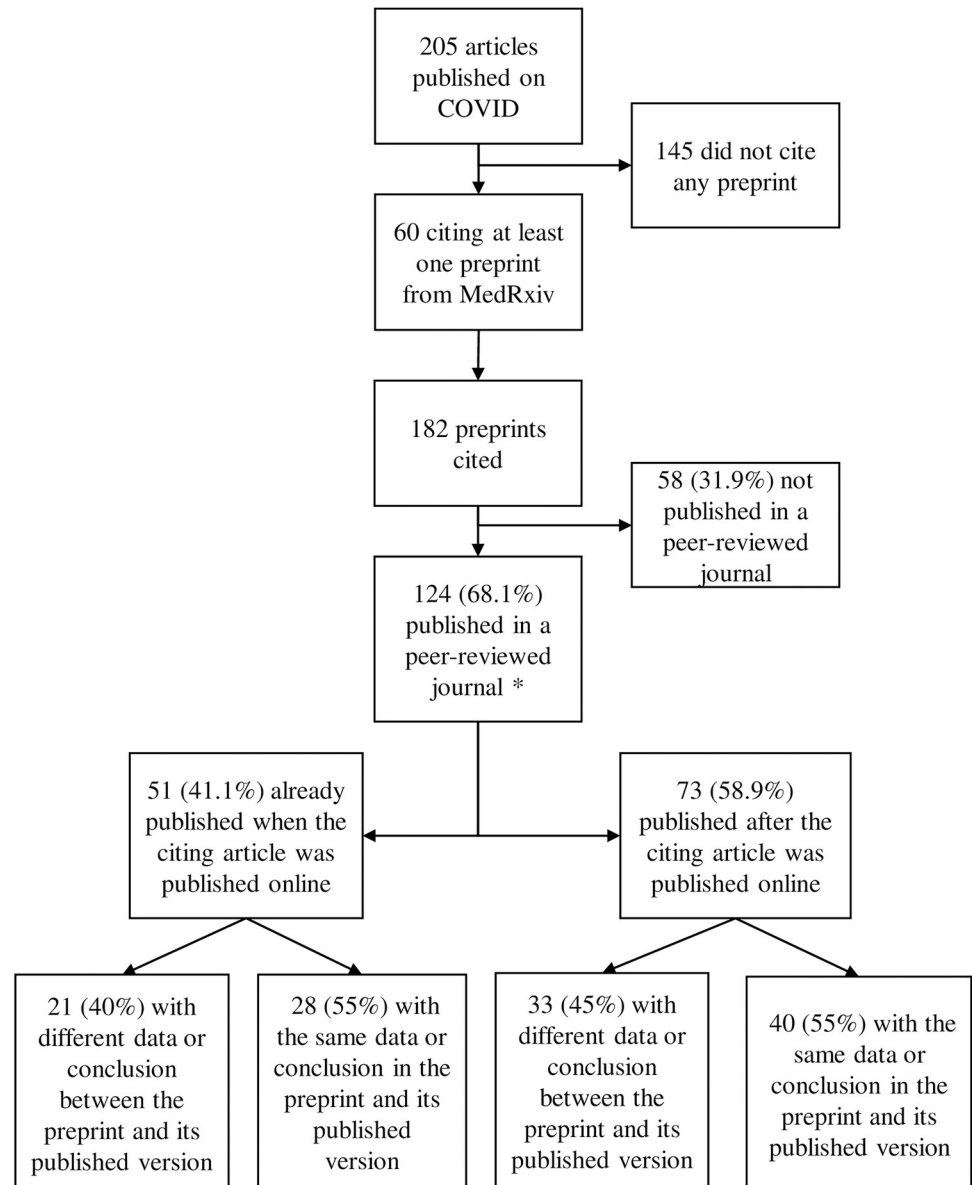 205 articles
published on
COVID
145 did not cite
any preprint
60 citing at least
one preprint
from MedRxiv
182 preprints
cited
58 (31.9%) not
published in a
peer-reviewed
journal
124 (68.1%)
published in a
peer-reviewed
journal *
51 (41.1%) already
published when the
citing article was
published online
73 (58.9%)
published after the
citing article was
published online
21 (40%) with
different data or
conclusion
between the
preprint and its
published version
28 (55%) with
the same data or
conclusion in the
preprint and its
published
version
33 (45%) with
different data or
conclusion
between the
preprint and its
published version
40 (55%) with the
same data or
conclusion in the
preprint and its
published version